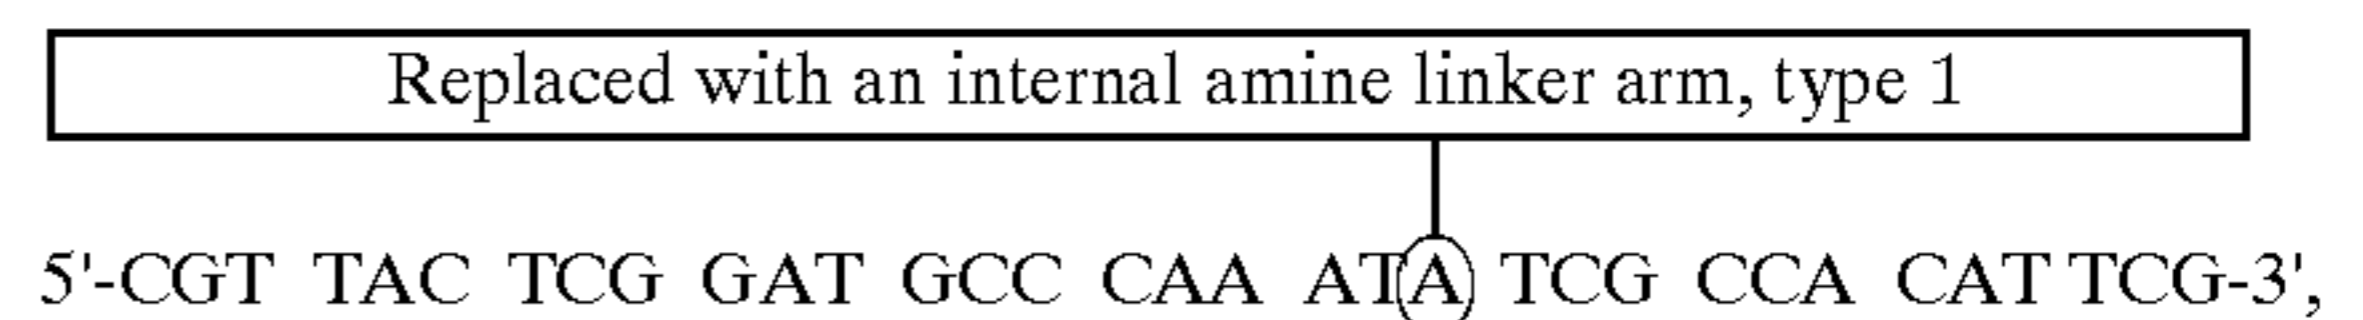 Replaced with an internal amine linker arm, type 1
5'-CGT TAC TCG GAT GCC CAA ATA TCG CCA CAT TCG-3',